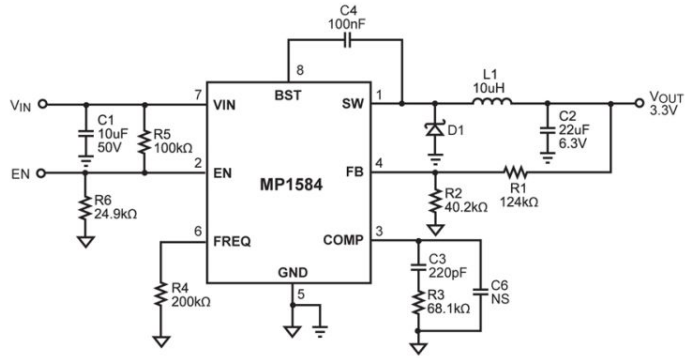 C4
100nF
8
BST
7
VIN
SW
1
L1
10uH
VIN
VOUT
3.3V
C1
10uF
50V
R5
100kΩ
D1
C2
22uF
6.3V
EN
2
EN
FB
4
MP1584
R1
124kΩ
R2
40.2kΩ
R6
24.9kΩ
6
FREQ
COMP
3
GND
5
C3
220pF
R3
68.1kΩ
C6
NS
R4
200kΩ